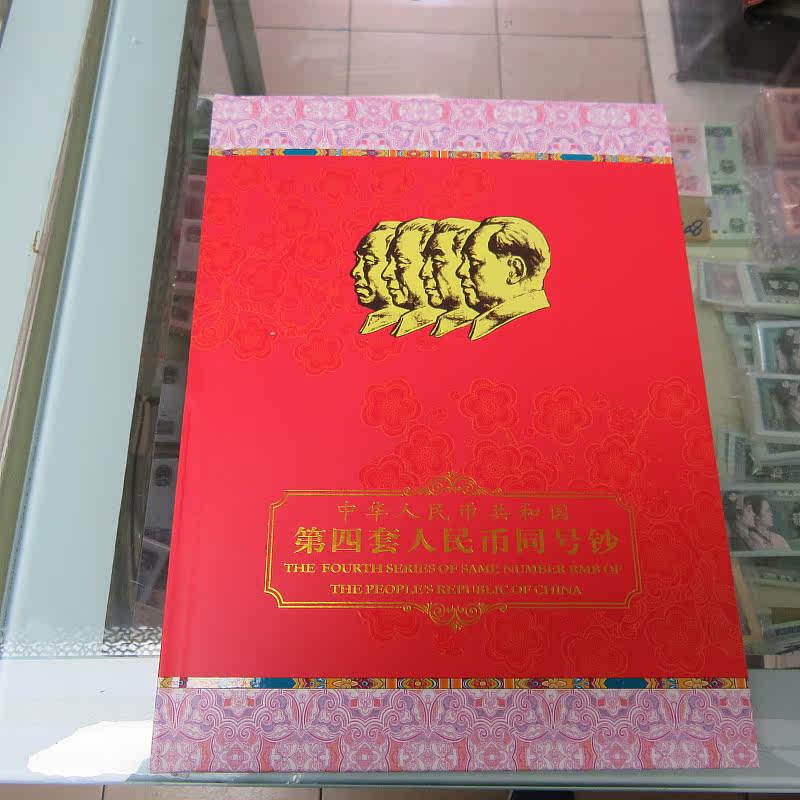 中华人民币共和国
第四套人民币同号钞
THE FOURTH SERIES OF SAME NUMBER RMB OF
THE PEOPLE'S REPUBLIC OF CHINA